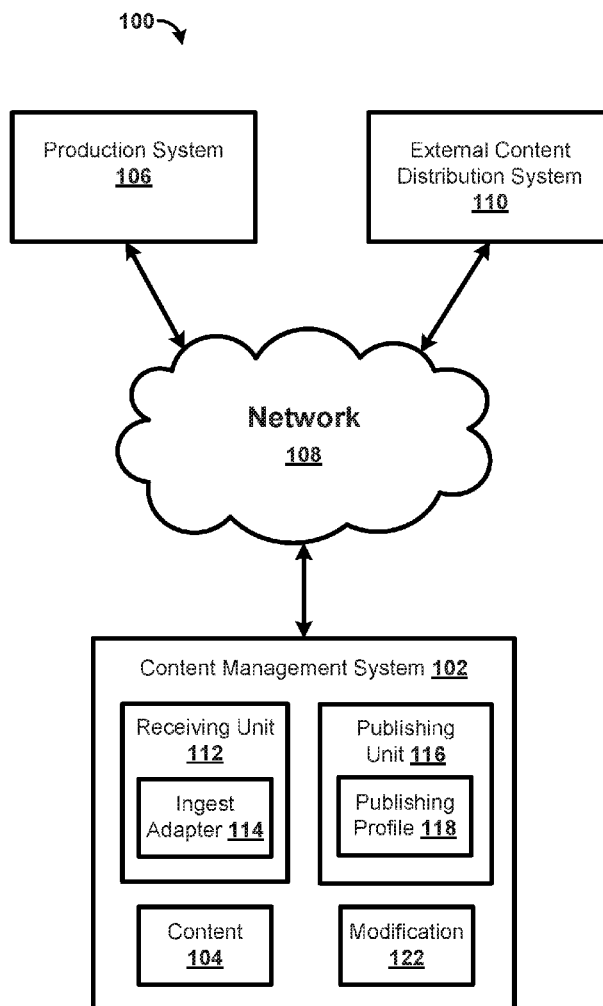 100
Production System
106
External Content
Distribution System
110
Network
108
Content Management System 102
Receiving Unit
112
Ingest
Adapter 114
Publishing
Unit 116
Publishing
Profile 118
Content
104
Modification
122